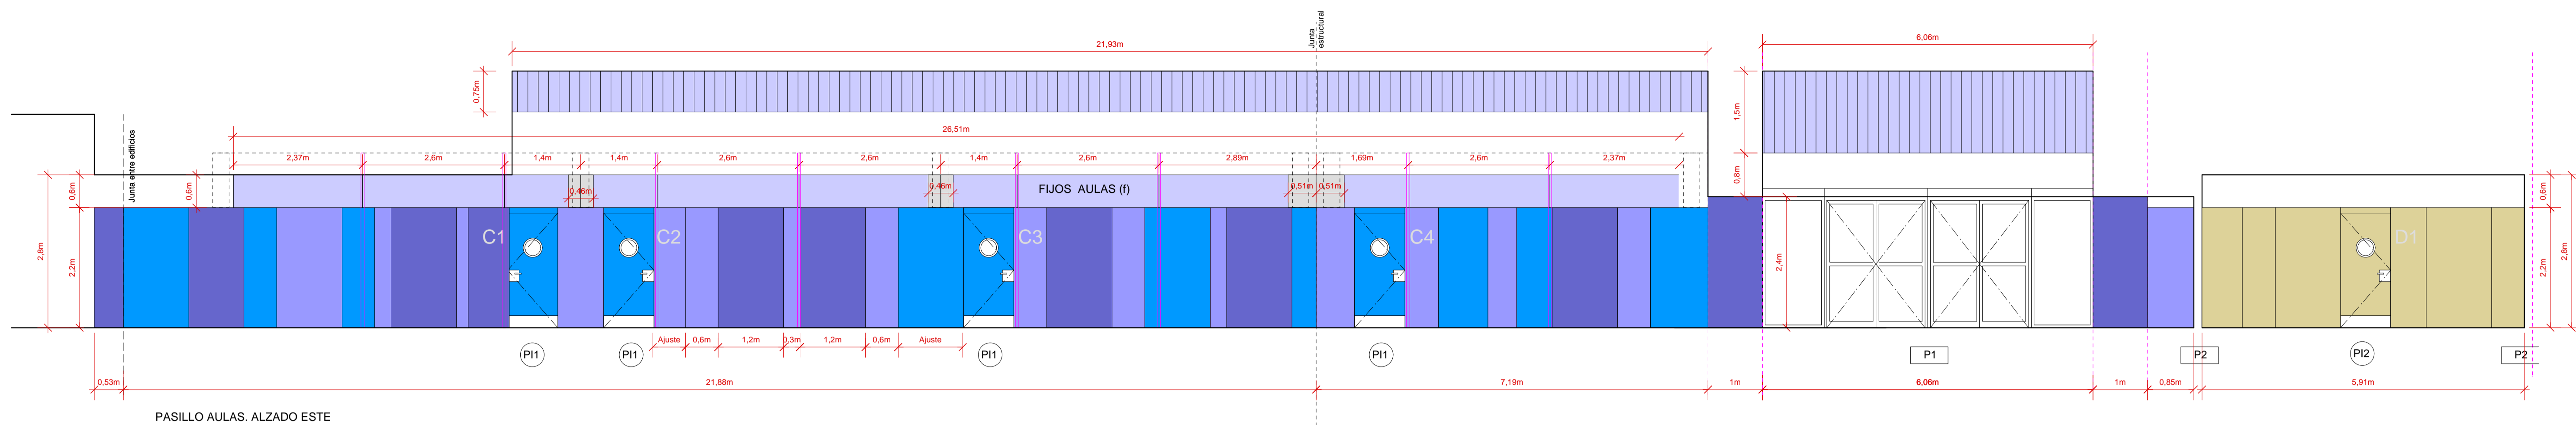 Junta
estructural
21,93m
6,06m
0,75m
1,5m
Junta entre edificios
26,51m
2,37m
2,6m
1,4m
1,4m
2,6m
2,6m
1,4m
2,6m
2,89m
1,69m
2,6m
2,37m
0,8m
0,6m
0,6m
0,46m
0,46m
FIJOS AULAS (f)
0,51m
0,51m
0,6m
C1
C2
C3
C4
D1
2,8m
2,2m
2,4m
2,2m
2,8m
Ajuste
0,6m
1,2m
0,3m
1,2m
0,6m
Ajuste
PI1
PI1
PI1
PI1
P1
P2
PI2
P2
0,53m
21,88m
7,19m
1m
6,06m
1m
0,85m
5,91m
PASILLO AULAS. ALZADO ESTE